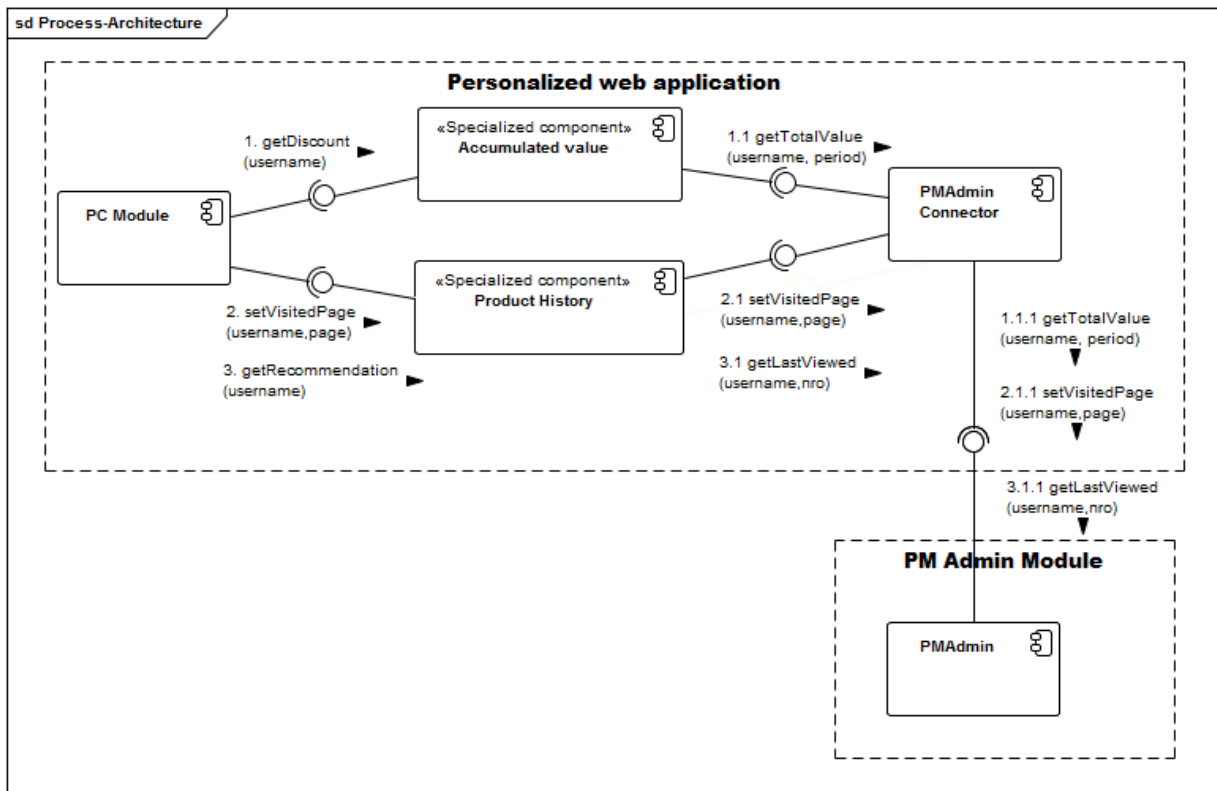 sd Process-Architecture
Personalized web application
1. getDiscount
(username)
«Specialized component»
Accumulated value
1.1 getTotalValue
(username, period)
PC Module
PMAdmin
Connector
«Specialized component»
Product History
2. setVisitedPage
(username,page)
2.1 setVisitedPage
(username,page)
1.1.1 getTotalValue
(username, period)
3. getRecommendation
(username)
3.1 getLastViewed
(username,nro)
2.1.1 setVisitedPage
(username,page)
3.1.1 getLastViewed
(username,nro)
PM Admin Module
PMAdmin